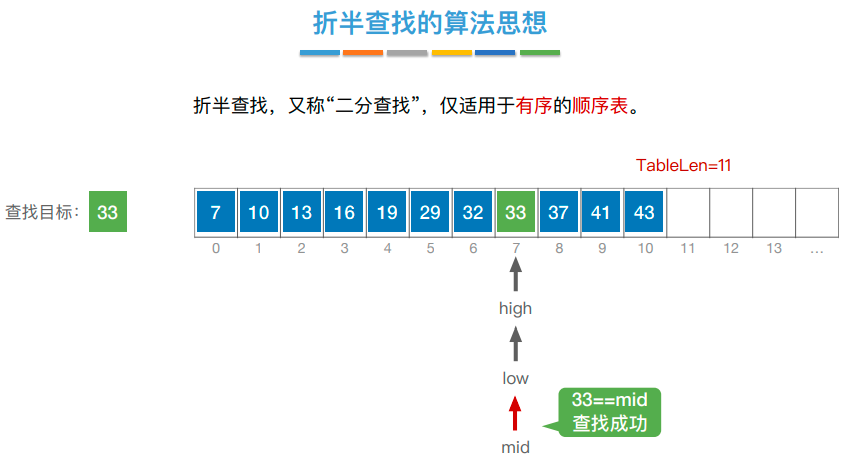 折半查找的算法思想
折半查找，又称“二分查找”，仅适用于有序的顺序表。
TableLen=11
查找目标： 33
7 10 13 16 19 29 32 33 37 41 43
0 1 2 3 4 5 6 7 8 9 10 11 12 13 …
high
low
33==mid
查找成功
mid